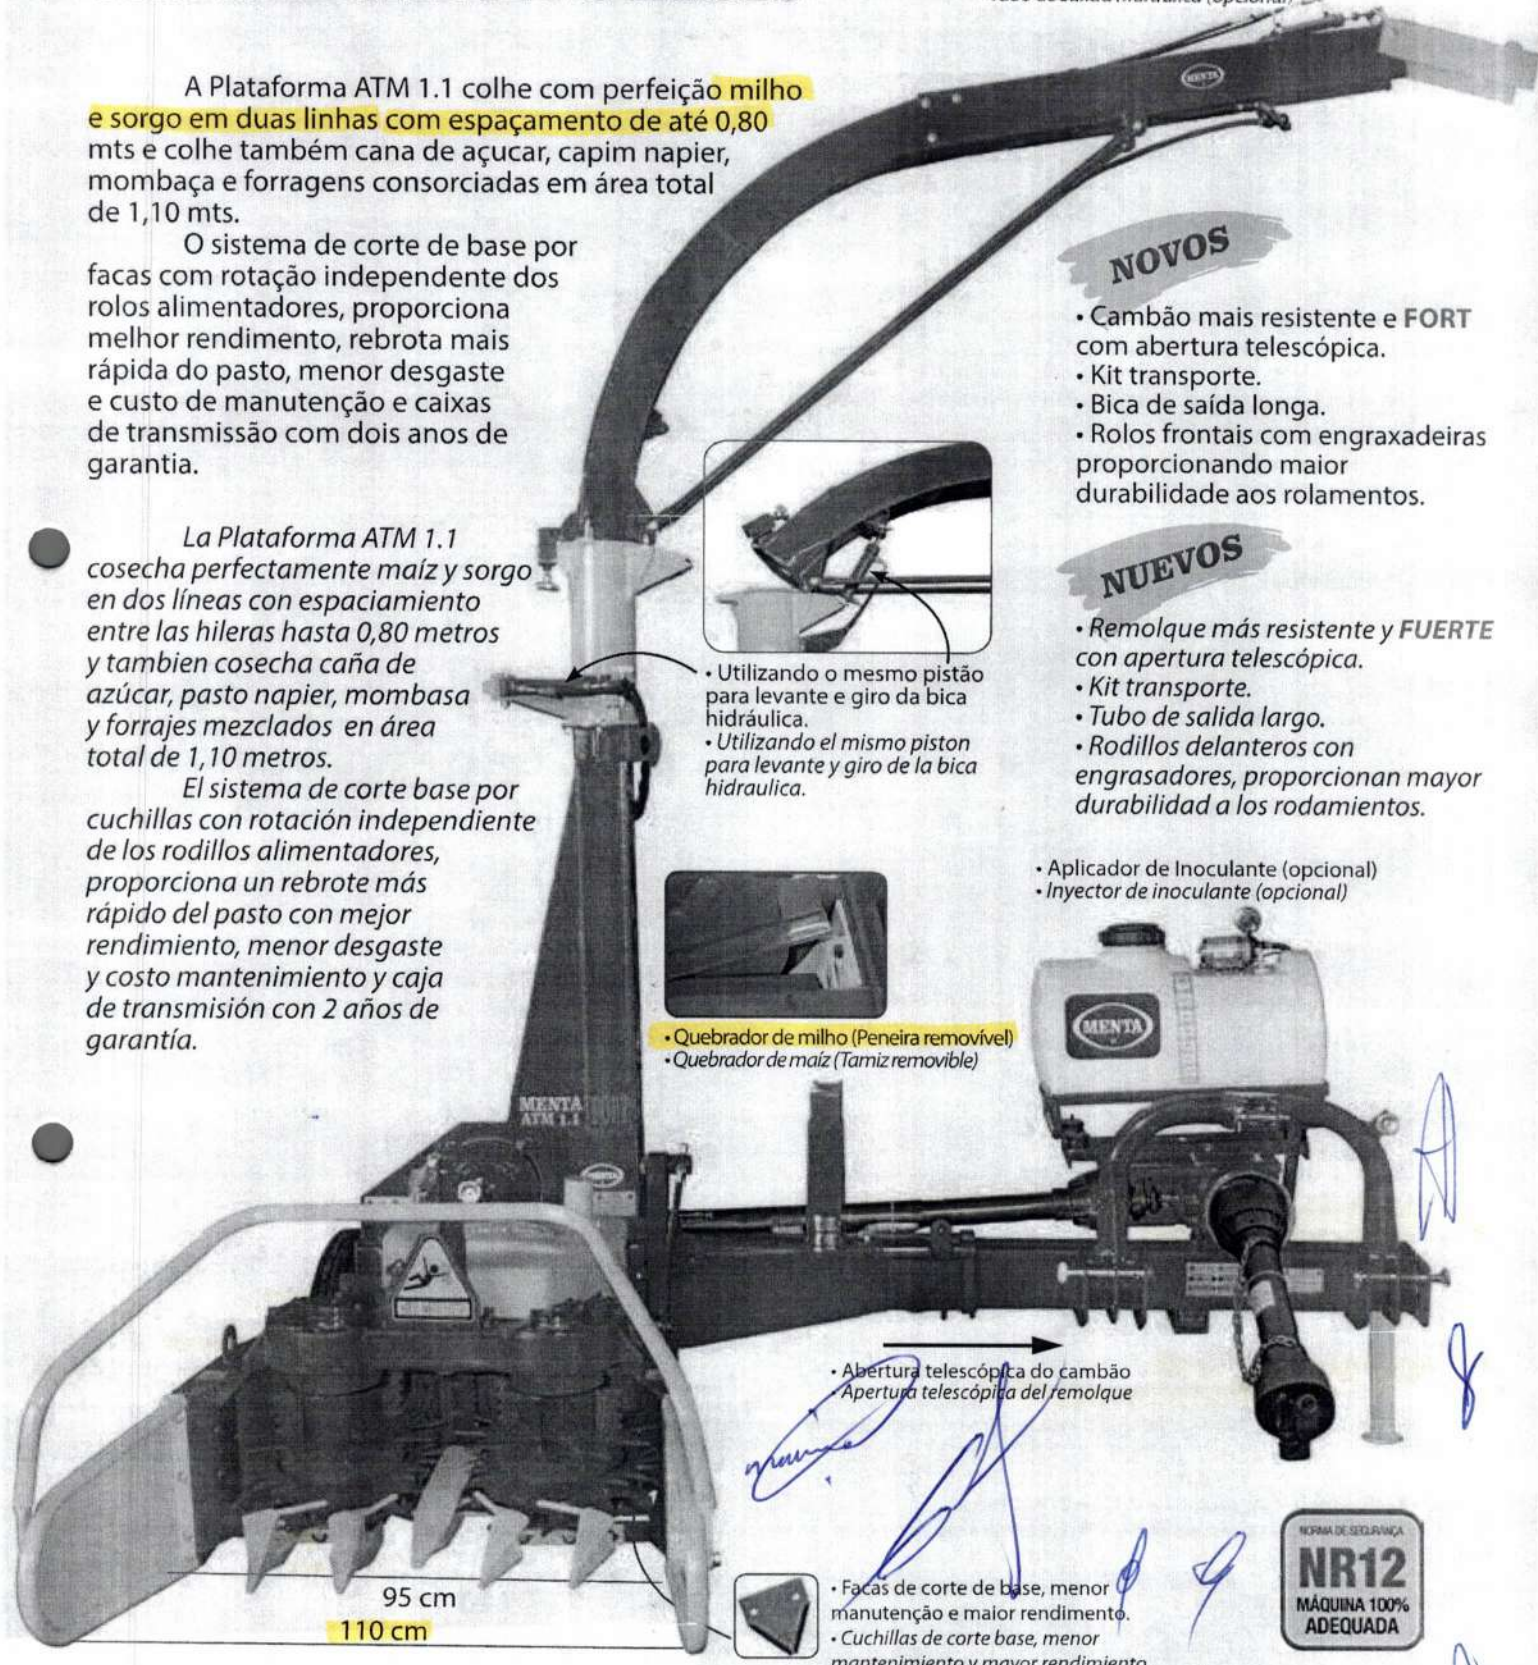 A Plataforma ATM 1.1 colhe com perfeição milho
e sorgo em duas linhas com espaçamento de até 0,80
mts e colhe também cana de açucar, capim napier,
mombaça e forragens consorciadas em área total
de 1,10 mts.
O sistema de corte de base por
facas com rotação independente dos
rolos alimentadores, proporciona
melhor rendimento, rebrota mais
rápida do pasto, menor desgaste
e custo de manutenção e caixas
de transmissão com dois anos de
garantia.
La Plataforma ATM 1.1
cosecha perfectamente maíz y sorgo
en dos líneas con espaciamiento
entre las hileras hasta 0,80 metros
y tambien cosecha caña de
azúcar, pasto napier, mombasa
y forrajes mezclados en área
total de 1,10 metros.
El sistema de corte base por
cuchillas con rotación independiente
de los rodillos alimentadores,
proporciona un rebrote más
rápido del pasto con mejor
rendimiento, menor desgaste
y costo mantenimiento y caja
de transmisión con 2 años de
garantía.
MENTA
NOVOS
• Cambão mais resistente e FORT
com abertura telescópica.
• Kit transporte.
• Bica de saída longa.
• Rolos frontais com engraxadeiras
proporcionando maior
durabilidade aos rolamentos.
NUEVOS
• Remolque más resistente y FUERTE
con apertura telescópica.
• Kit transporte.
• Tubo de salida largo.
• Rodillos delanteros con
engrasadores, proporcionan mayor
durabilidad a los rodamientos.
• Utilizando o mesmo pistão
para levante e giro da bica
hidráulica.
• Utilizando el mismo piston
para levante y giro de la bica
hidraulica.
• Aplicador de Inoculante (opcional)
• Inyector de inoculante (opcional)
MENTA
• Quebrador de milho (Peneira removível)
• Quebrador de maíz (Tamiz removible)
MENTA
ATM 1.1
MENTA
• Abertura telescópica do cambão
• Apertura telescópica del remolque
95 cm
110 cm
• Facas de corte de base, menor
manutenção e maior rendimento.
• Cuchillas de corte base, menor
mantenimiento y mayor rendimiento
NORMA DE SEGURANÇA
NR12
MÁQUINA 100%
ADEQUADA